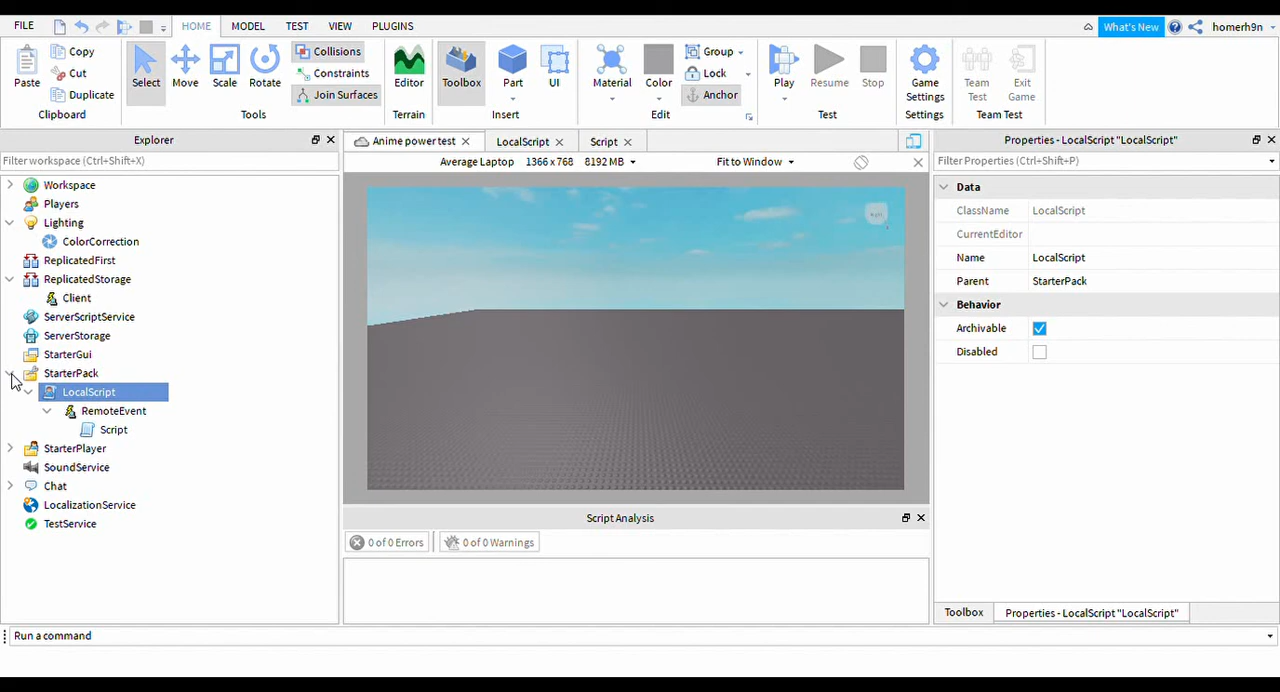 FILE
HOME
MODEL
TEST
VIEW
PLUGINS
What's New
homerh9n
Paste
Copy
Cut
Duplicate
Clipboard
Select
Move
Scale
Rotate
Collisions
Constraints
Join Surfaces
Tools
Editor
Terrain
Toolbox
Part
UI
Insert
Material
Color
Group
Lock
Anchor
Edit
Play
Resume
Stop
Test
Game
Settings
Settings
Team
Test
Exit
Game
Team Test
Explorer
Filter workspace (Ctrl+Shift+X)
Workspace
Players
Lighting
ColorCorrection
ReplicatedFirst
ReplicatedStorage
Client
ServerScriptService
ServerStorage
StarterGui
StarterPack
LocalScript
RemoteEvent
Script
StarterPlayer
SoundService
Chat
LocalizationService
TestService
Anime power test
LocalScript
Script
Average Laptop 1366 x 768 8192 MB
Fit to Window
Script Analysis
0 of 0 Errors
0 of 0 Warnings
Properties - LocalScript "LocalScript"
Filter Properties (Ctrl+Shift+P)
Data
ClassName LocalScript
CurrentEditor
Name LocalScript
Parent StarterPack
Behavior
Archivable
Disabled
Toolbox
Properties - LocalScript "LocalScript"
Run a command